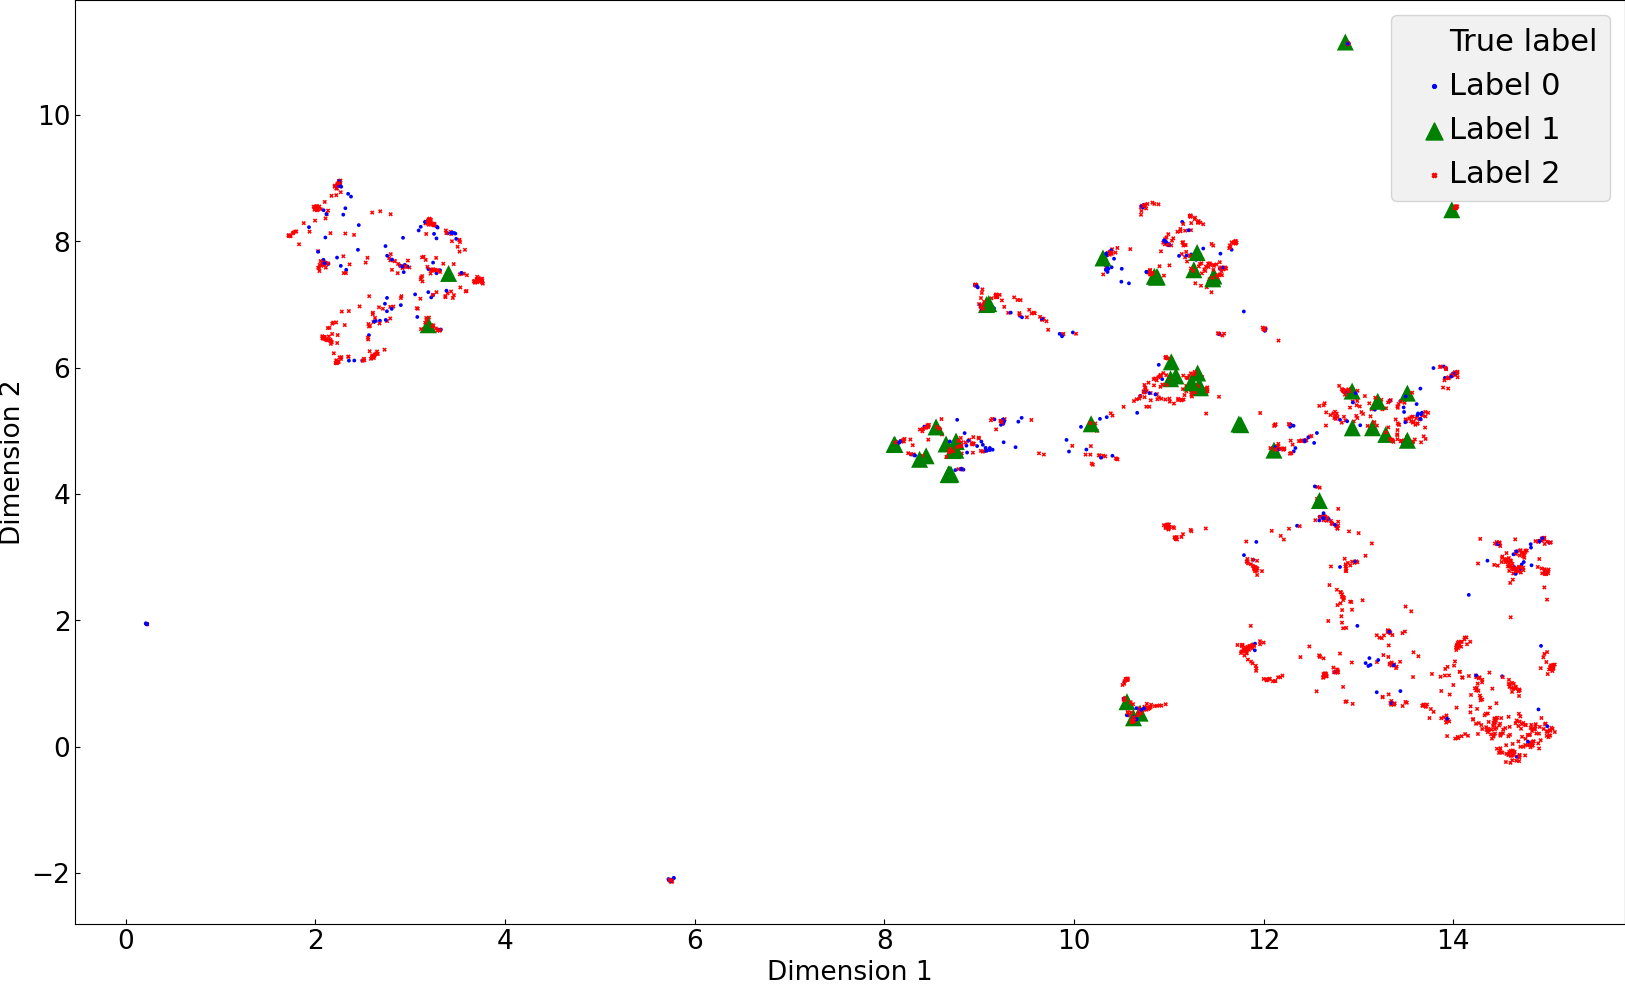 True label
Label 0
Label 1
Label 2
Dimension 2
10
8
6
4
2
0
−2
0 2 4 6 8 10 12 14
Dimension 1